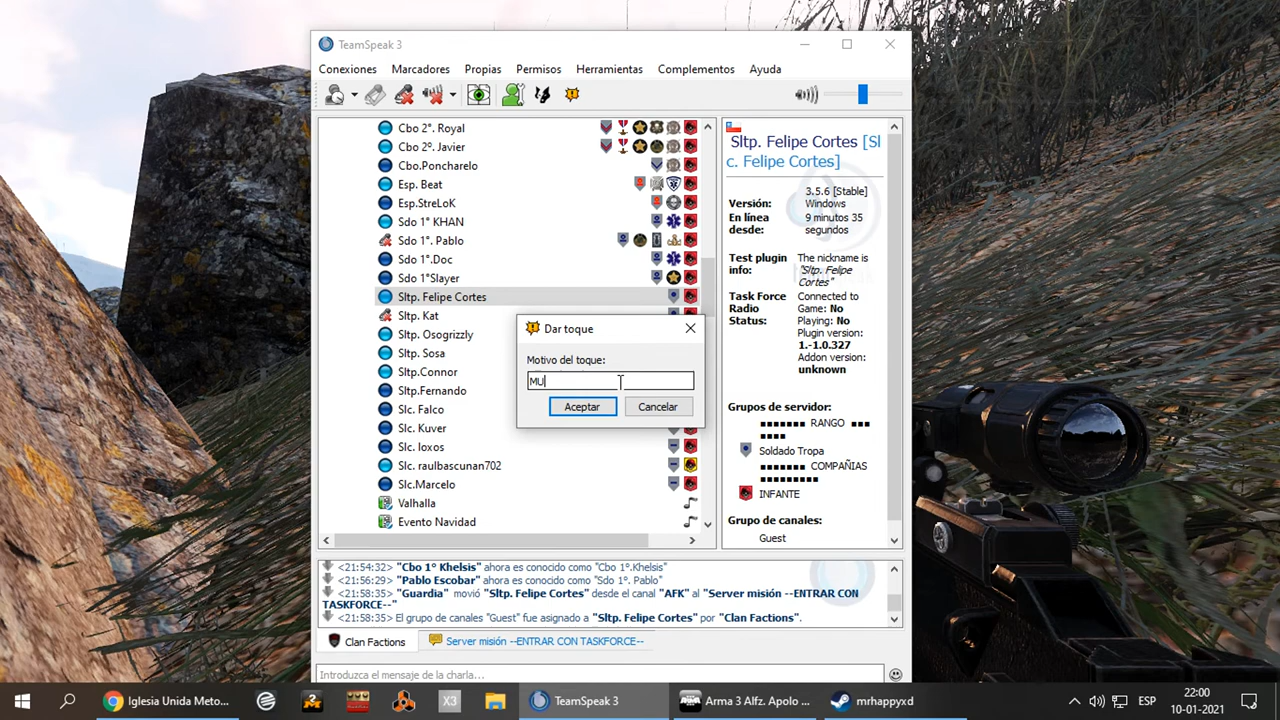 TeamSpeak 3
Conexiones Marcadores Propias Permisos Herramientas Complementos Ayuda
Cbo 2°. Royal
Cbo 2º. Javier
Cbo.Poncharelo
Esp. Beat
Esp.StreLoK
Sdo 1° KHAN
Sdo 1°. Pablo
Sdo 1°.Doc
Sdo 1°Slayer
Sltp. Felipe Cortes
Sltp. Kat
Sltp. Osogrizzly
Sltp. Sosa
Sltp.Connor
Sltp.Fernando
Slc. Falco
Slc. Kuver
Slc. loxos
Slc. raulbascunan702
Slc.Marcelo
Valhalla
Evento Navidad
Sltp. Felipe Cortes [Sl
c. Felipe Cortes]
Versión: 3.5.6 [Stable]
Windows
En línea desde: 9 minutos 35
segundos
Test plugin info: The nickname is
"Sltp. Felipe
Cortes"
Task Force Radio Status: Connected to
Game: No
Playing: No
Plugin version:
1.-1.0.327
Addon version:
unknown
Grupos de servidor:
■■■■■■■ RANGO ■■■
■■■■
Soldado Tropa
■■■■■■■ COMPAÑIAS
■■■■■■■■■
INFANTE
Grupo de canales:
Guest
Dar toque
Motivo del toque:
MU
Aceptar Cancelar
<21:54:32> "Cbo 1° Khelsis" ahora es conocido como "Cbo 1°.Khelsis"
<21:56:29> "Pablo Escobar" ahora es conocido como "Sdo 1°. Pablo"
<21:58:35> "Guardia" movió "Sltp. Felipe Cortes" desde el canal "AFK" al "Server misión --ENTRAR CON
TASKFORCE--"
<21:58:35> El grupo de canales "Guest" fue asignado a "Sltp. Felipe Cortes" por "Clan Factions".
Clan Factions Server misión --ENTRAR CON TASKFORCE--
Introduzca el mensaje de la charla...
Iglesia Unida Meto... X3 TeamSpeak 3 Arma 3 Alfz. Apolo ... mrhappyxd ESP 22:00
10-01-2021